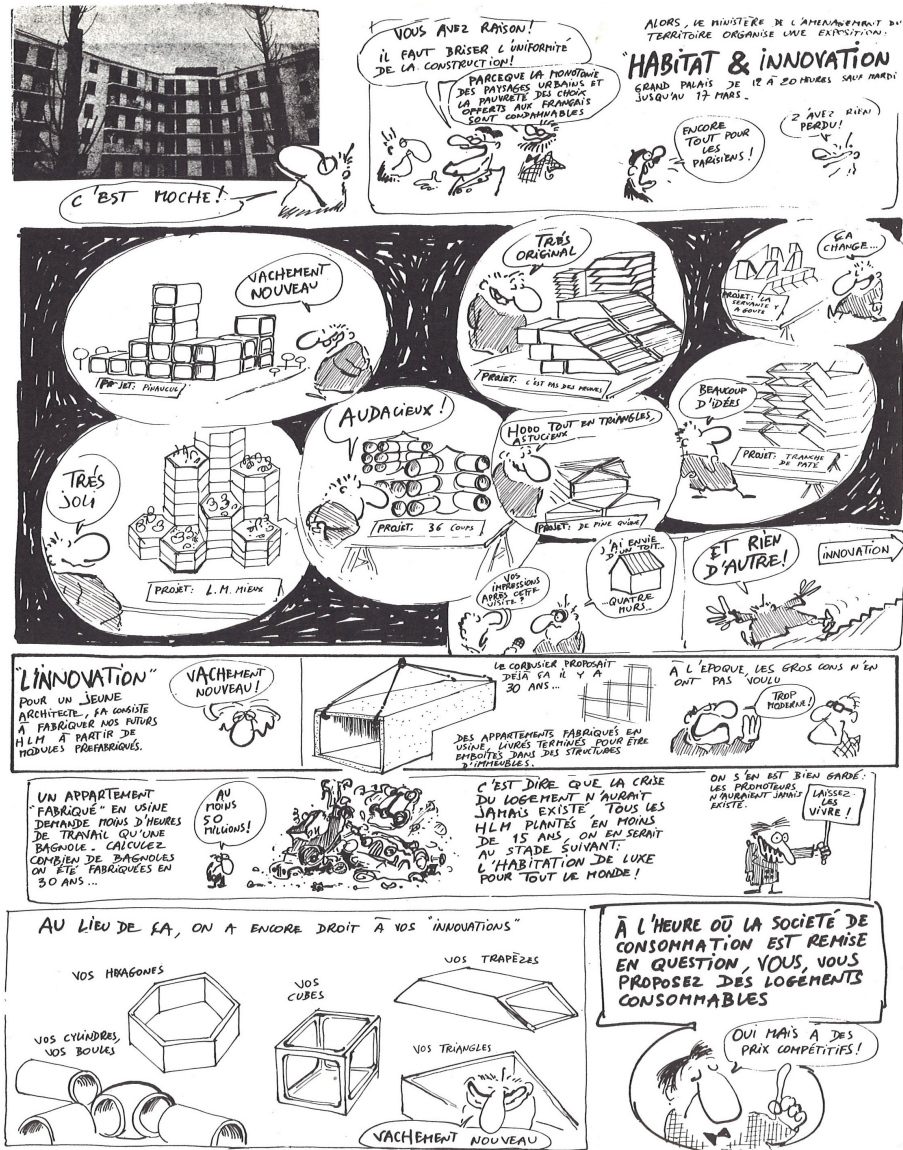 C'EST MOCHE!
VOUS AVEZ RAISON!
IL FAUT BRISER L'UNIFORMITÉ
DE LA CONSTRUCTION!
PARCEQUE LA MONOTONIE
DES PAYSAGES URBAINS ET
LA PAUVRETÉ DES CHOIX
OFFERTS AUX FRANÇAIS
SONT CONDAMNABLES
ALORS, LE MINISTÈRE DE L'AMENAGEMENT DU
TERRITOIRE ORGANISE UNE EXPOSITION:
"HABITAT & INNOVATION
GRAND PALAIS DE 12 À 20 HEURES SAUF MARDI
JUSQU'AU 17 MARS.
ENCORE
TOUT POUR
LES
PARISIENS!
Z'AVEZ RIEN
PERDU!
VACHEMENT
NOUVEAU
PROJET: PINAUCUL
TRÉS
ORIGINAL
PROJET: C'EST PAS DES PRUNES
ÇA
CHANGE...
PROJET: "LA
SERVANTE
A GOUTÉ
TRÉS
JOLI
PROJET: L.M. MIEUX
AUDACIEUX!
PROJET: 36 COUPS
HOOO TOUT EN TRIANGLES,
ASTUCIEUX
PROJET: DE PINE QUÉQUÉ
BEAUCOUP
D'IDÉES
PROJET: TRANCHE
DE PATÉ
VOS
IMPRESSIONS
APRÈS CETTE
VISITE?
J'AI ENVIE
D'UN TOIT...
...QUATRE
MURS...
ET RIEN
D'AUTRE!
INNOVATION
"L'INNOVATION"
POUR UN JEUNE
ARCHITECTE, ÇA CONSISTE
À FABRIQUER NOS FUTURS
HLM À PARTIR DE
MODULES PREFABRIQUÉS.
VACHEMENT
NOUVEAU!
LE CORBUSIER PROPOSAIT
DEJÀ ÇA IL Y A
30 ANS...
DES APPARTEMENTS FABRIQUÉS EN
USINE, LIVRÉS TERMINÉS POUR ÊTRE
EMBOITÉS DANS DES STRUCTURES
D'IMMEUBLES.
À L'EPOQUE, LES GROS CONS N'EN
ONT PAS VOULU
TROP
MODERNE!
UN APPARTEMENT
"FABRIQUÉ" EN USINE
DEMANDE MOINS D'HEURES
DE TRAVAIL QU'UNE
BAGNOLE. CALCULEZ
COMBIEN DE BAGNOLES
ON ÉTÉ FABRIQUÉES EN
30 ANS...
AU
MOINS
50
MILLIONS!
C'EST DIRE QUE LA CRISE
DU LOGEMENT N'AURAIT
JAMAIS EXISTÉ. TOUS LES
HLM PLANTÉS EN MOINS
DE 15 ANS. ON EN SERAIT
AU STADE SUIVANT:
L'HABITATION DE LUXE
POUR TOUT LE MONDE!
ON S'EN EST BIEN GARDÉ:
LES PROMOTEURS
N'AURAIENT JAMAIS
EXISTÉ.
LAISSEZ-
LES
VIVRE!
AU LIEU DE ÇA, ON A ENCORE DROIT À VOS "INNOVATIONS"
VOS HEXAGONES
VOS CYLINDRES,
VOS BOULES
VOS
CUBES
VOS TRAPÈZES
VOS TRIANGLES
VACHEMENT NOUVEAU
À L'HEURE OÙ LA SOCIETÉ DE
CONSOMMATION EST REMISE
EN QUESTION, VOUS, VOUS
PROPOSEZ DES LOGEMENTS
CONSOMMABLES
OUI MAIS A DES
PRIX COMPÉTITIFS!